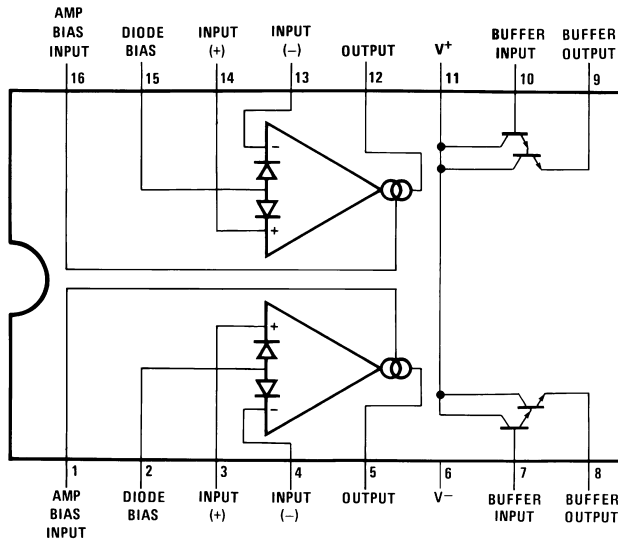 AMP
BIAS
INPUT
DIODE
BIAS
INPUT
(+)
INPUT
(−)
OUTPUT
V+
BUFFER
INPUT
BUFFER
OUTPUT
16
15
14
13
12
11
10
9
−
+
+
−
1
2
3
4
5
6
7
8
AMP
BIAS
INPUT
DIODE
BIAS
INPUT
(+)
INPUT
(−)
OUTPUT
V−
BUFFER
INPUT
BUFFER
OUTPUT